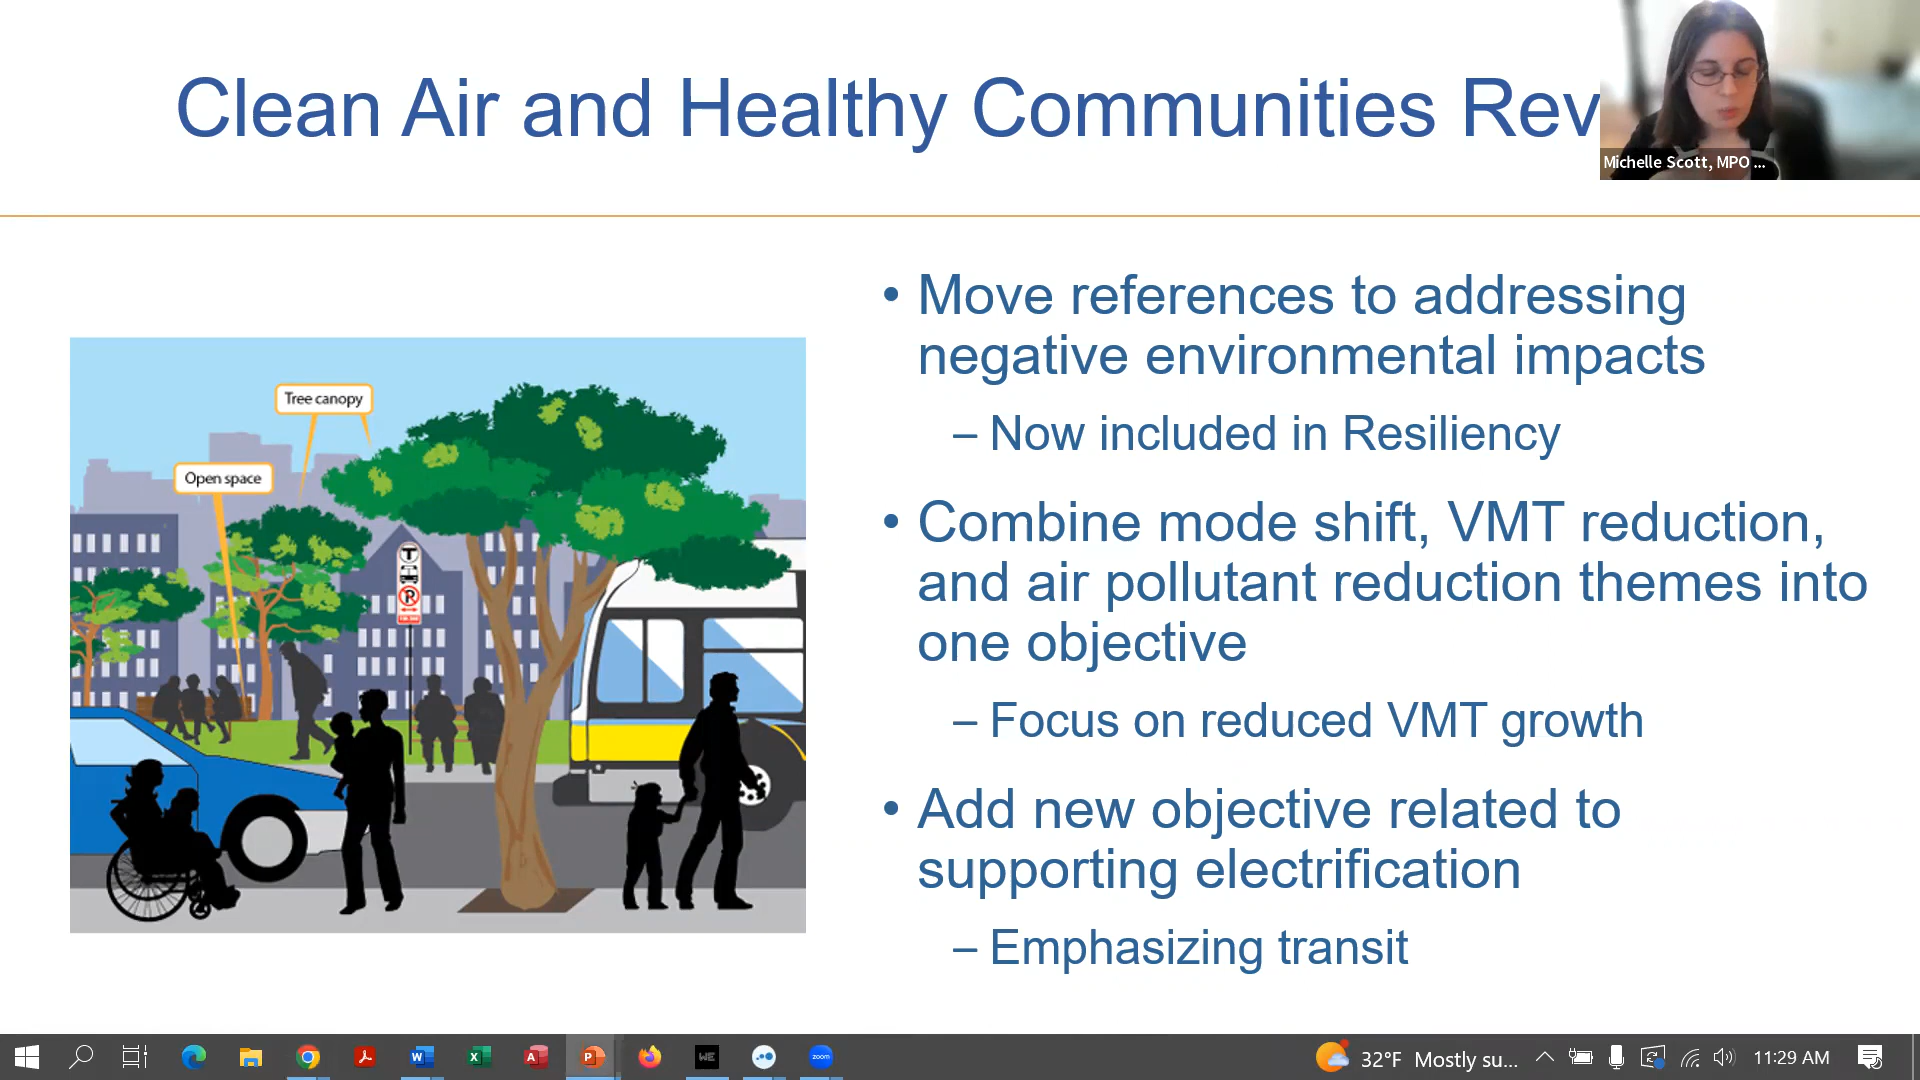 Clean Air and Healthy Communities Rev
Michelle Scott, MPO ...
• Move references to addressing
negative environmental impacts
– Now included in Resiliency
• Combine mode shift, VMT reduction,
and air pollutant reduction themes into
one objective
– Focus on reduced VMT growth
• Add new objective related to
supporting electrification
– Emphasizing transit
Tree canopy
Open space
T
P
WE
zoom
32°F Mostly su...
11:29 AM